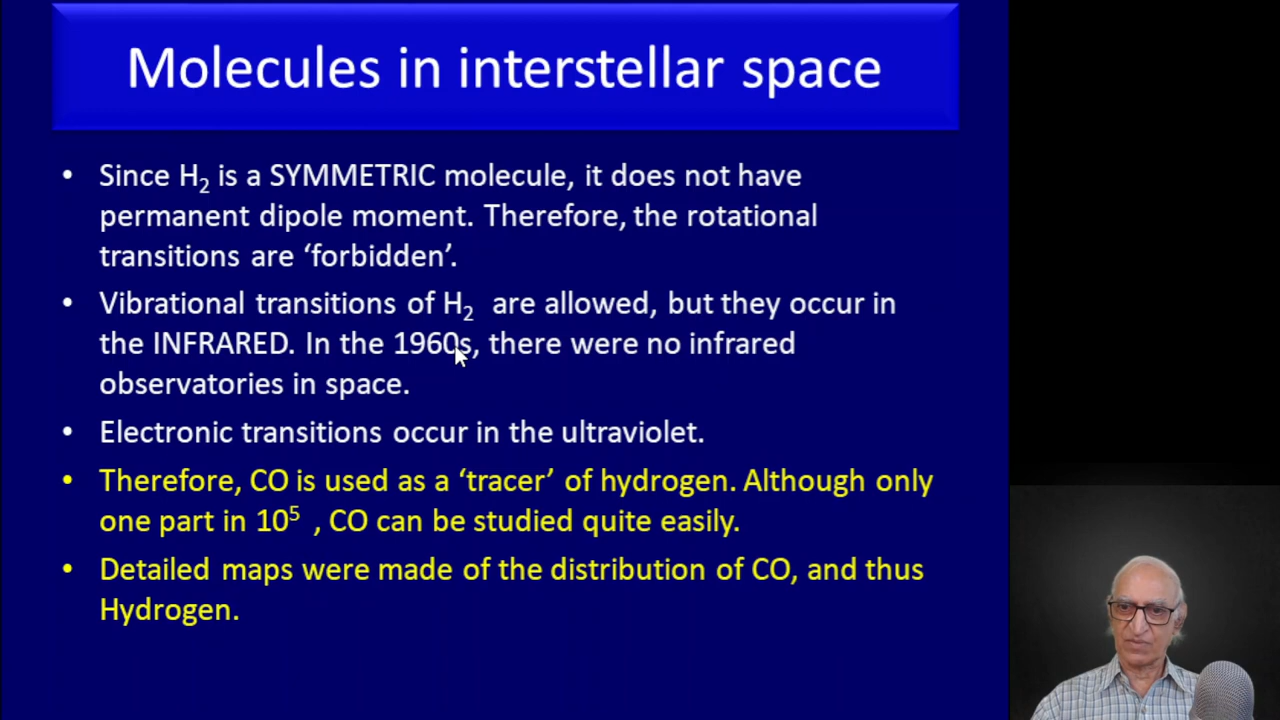 Molecules in interstellar space
• Since H₂ is a SYMMETRIC molecule, it does not have
permanent dipole moment. Therefore, the rotational
transitions are ‘forbidden’.
• Vibrational transitions of H₂ are allowed, but they occur in
the INFRARED. In the 1960s, there were no infrared
observatories in space.
• Electronic transitions occur in the ultraviolet.
• Therefore, CO is used as a ‘tracer’ of hydrogen. Although only
one part in 10⁵ , CO can be studied quite easily.
• Detailed maps were made of the distribution of CO, and thus
Hydrogen.